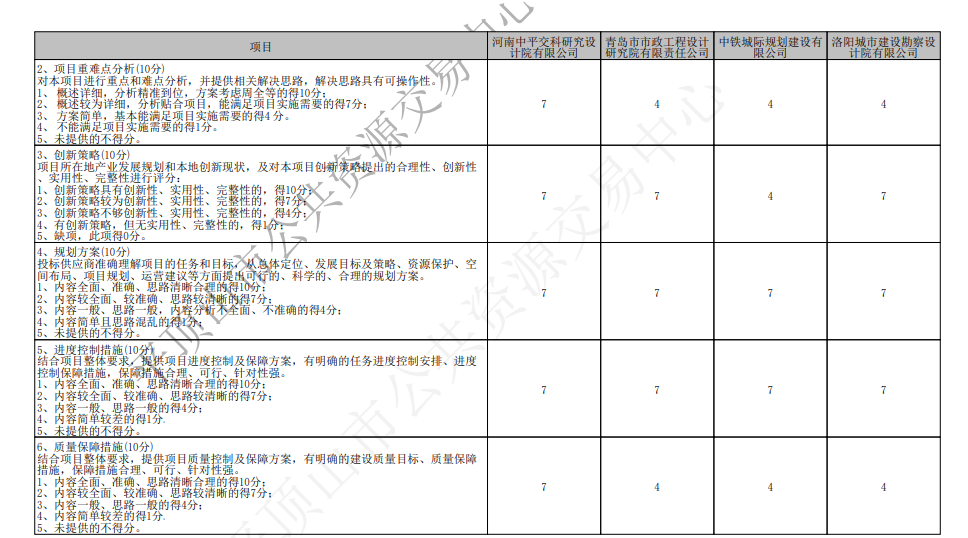 项目
河南中平交科研究设计院有限公司
青岛市市政工程设计研究院有限责任公司
中铁城际规划建设有限公司
洛阳城市建设勘察设计院有限公司
2、项目重难点分析(10分)
对本项目进行重点和难点分析，并提供相关解决思路，解决思路具有可操作性。
1、 概述详细，分析精准到位，方案考虑周全等的得10分；
2、 概述较为详细，分析贴合项目，能满足项目实施需要的得7分；
3、 方案简单，基本能满足项目实施需要的得4 分。
4、 不能满足项目实施需要的得1分。
5、未提供的不得分。
7 4 4 4
3、创新策略(10分)
项目所在地产业发展规划和本地创新现状，及对本项目创新策略提出的合理性、创新性
、实用性、完整性进行评分：
1、创新策略具有创新性、实用性、完整性的，得10分；
2、创新策略较为创新性、实用性、完整性的，得7分；
3、创新策略不够创新性、实用性、完整性的，得4分；
4、有创新策略，但无实用性、完整性的，得1分；
5、缺项，此项得0分。
7 7 4 7
4、规划方案(10分)
投标供应商准确理解项目的任务和目标，从总体定位、发展目标及策略、资源保护、空
间布局、项目规划、运营建议等方面提出可行的、科学的、合理的规划方案。
1、内容全面、准确、思路清晰合理的得10分；
2、内容较全面、较准确、思路较清晰的得7分；
3、内容一般、思路一般，内容分析不全面、不准确的得4分；
4、内容简单且思路混乱的得1分；
5、未提供的不得分。
7 7 7 7
5、进度控制措施(10分)
结合项目整体要求，提供项目进度控制及保障方案，有明确的任务进度控制安排、进度
控制保障措施，保障措施合理、可行、针对性强。
1、内容全面、准确、思路清晰合理的得10分；
2、内容较全面、较准确、思路较清晰的得7分；
3、内容一般、思路一般的得4分；
4、内容简单较差的得1分.
5、未提供的不得分。
7 7 7 7
6、质量保障措施(10分)
结合项目整体要求，提供项目质量控制及保障方案，有明确的建设质量目标、质量保障
措施，保障措施合理、可行、针对性强。
1、内容全面、准确、思路清晰合理的得10分；
2、内容较全面、较准确、思路较清晰的得7分；
3、内容一般、思路一般的得4分；
4、内容简单较差的得1分.
5、未提供的不得分。
7 4 4 4
平顶山市公共资源交易中心
平顶山市公共资源交易中心